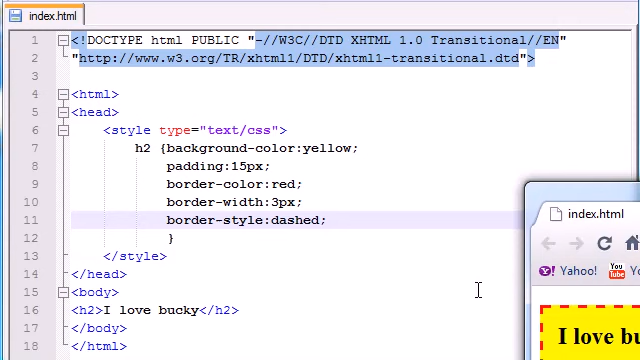 index.html
1 <!DOCTYPE html PUBLIC "-//W3C//DTD XHTML 1.0 Transitional//EN"
2 "http://www.w3.org/TR/xhtml1/DTD/xhtml1-transitional.dtd">
3
4 <html>
5 <head>
6 <style type="text/css">
7 h2 {background-color:yellow;
8 padding:15px;
9 border-color:red;
10 border-width:3px;
11 border-style:dashed;
12 }
13 </style>
14 </head>
15 <body>
16 <h2>I love bucky</h2>
17 </body>
18 </html>
index.html
Yahoo! You Tube
I love bu